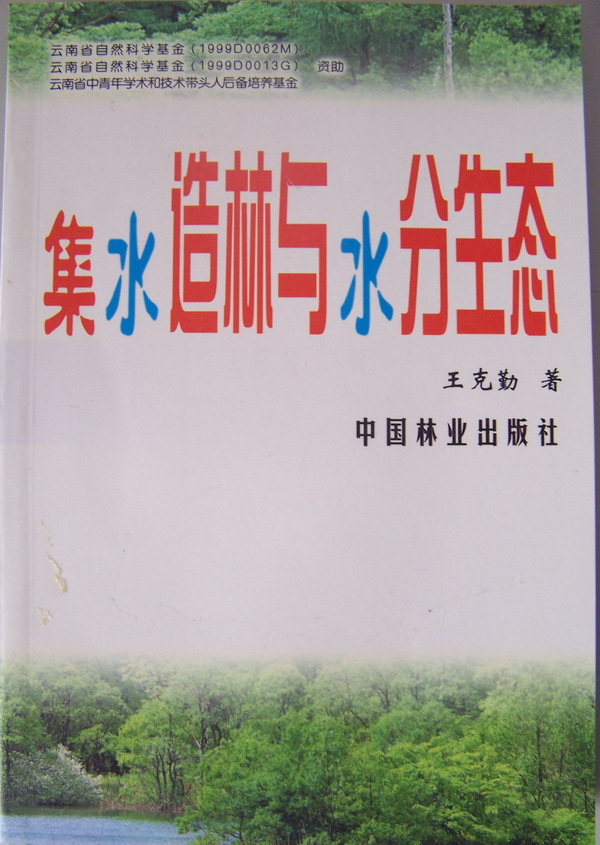 云南省自然科学基金(1999D0062M)
云南省自然科学基金(1999D0013G) 资助
云南省中青年学术和技术带头人后备培养基金
集水造林与水分生态
王克勤 著
中国林业出版社